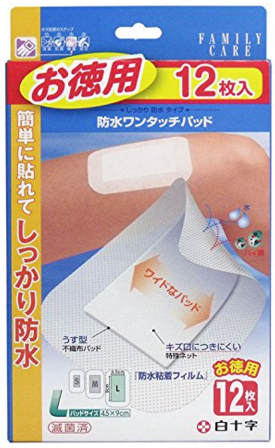 FAMILY
CARE
お徳用
12枚入
しっかり防水タイプ
防水ワンタッチパッド
簡単に貼れてしっかり防水
水
バイ菌
ワイドなパッド
うす型
不織布パッド
キズ口につきにくい
特殊ネット
『防水粘着フィルム』
S
M
L
L
パッドサイズ
4.5×9cm
滅菌済
お徳用
12枚入
白十字